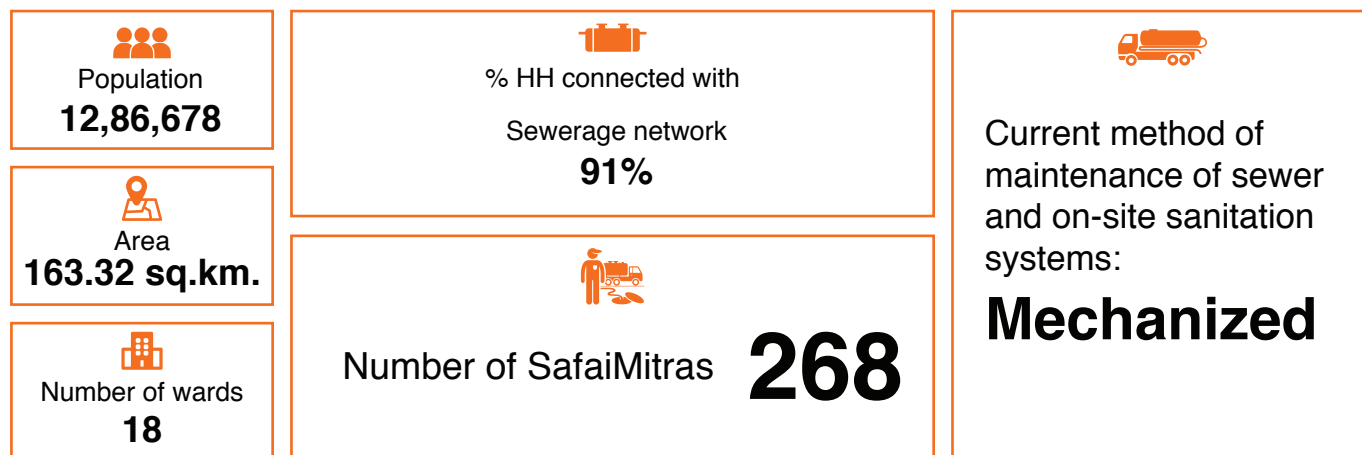 Population
12,86,678
Area
163.32 sq.km.
Number of wards
18
% HH connected with
Sewerage network
91%
Number of SafaiMitras 268
Current method of
maintenance of sewer
and on-site sanitation
systems:
Mechanized